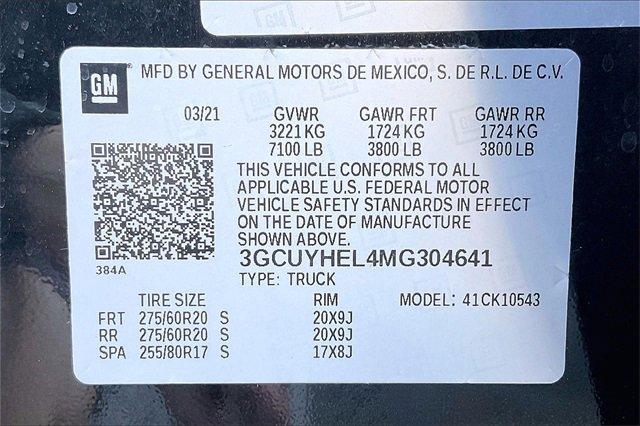 GM
MFD BY GENERAL MOTORS DE MEXICO, S. DE R.L. DE C.V.
03/21 GVWR GAWR FRT GAWR RR
3221 KG 1724 KG 1724 KG
7100 LB 3800 LB 3800 LB
THIS VEHICLE CONFORMS TO ALL
APPLICABLE U.S. FEDERAL MOTOR
VEHICLE SAFETY STANDARDS IN EFFECT
ON THE DATE OF MANUFACTURE
SHOWN ABOVE.
384A
3GCUYHEL4MG304641
TYPE: TRUCK
TIRE SIZE RIM MODEL: 41CK10543
FRT 275/60R20 S 20X9J
RR 275/60R20 S 20X9J
SPA 255/80R17 S 17X8J